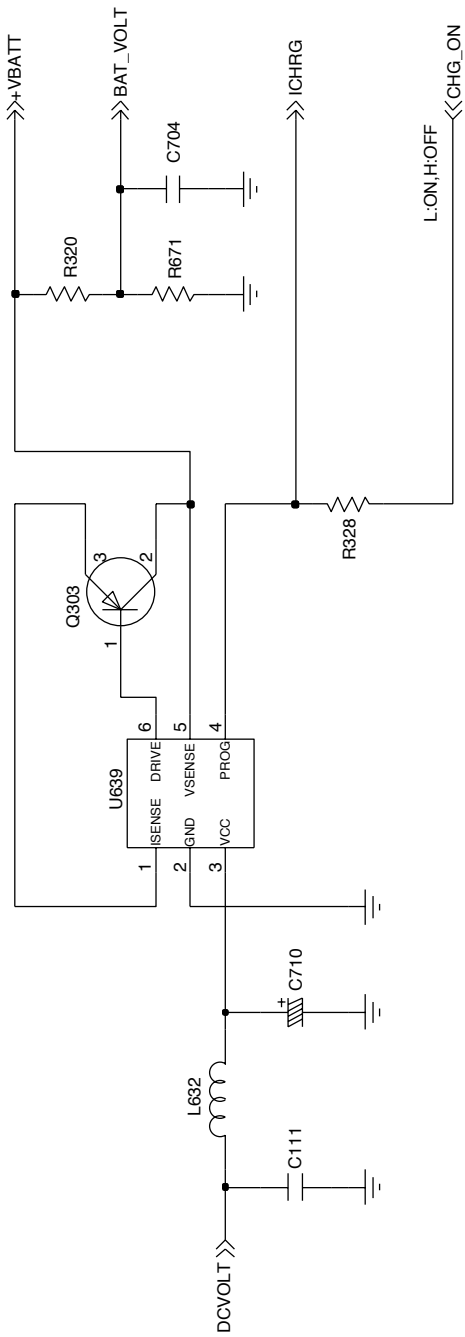 DCVOLT
C111
L632
+
C710
U639
1
ISENSE
2
GND
3
VCC
DRIVE
6
VSENSE
5
PROG
4
Q303
1
2
3
R328
R320
R671
C704
+VBATT
BAT_VOLT
ICHRG
L:ON,H:OFF
CHG_ON